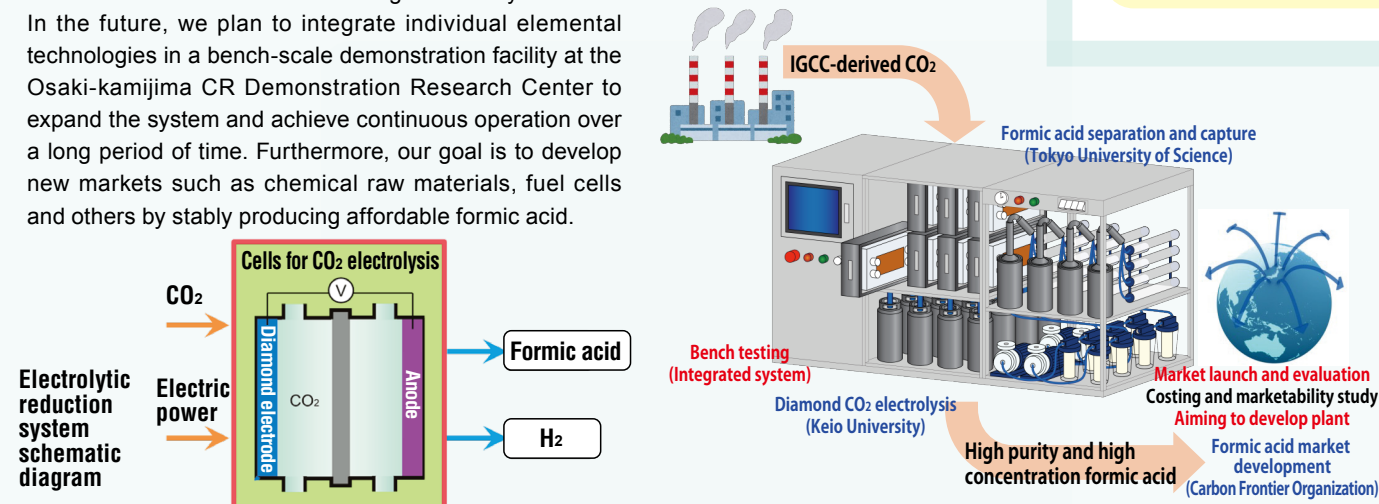 In the future, we plan to integrate individual elemental
technologies in a bench-scale demonstration facility at the
Osaki-kamijima CR Demonstration Research Center to
expand the system and achieve continuous operation over
a long period of time. Furthermore, our goal is to develop
new markets such as chemical raw materials, fuel cells
and others by stably producing affordable formic acid.
Electrolytic
reduction
system
schematic
diagram
CO₂
Electric
power
Cells for CO₂ electrolysis
V
Diamond electrode
CO₂
Anode
Formic acid
H₂
IGCC-derived CO₂
Formic acid separation and capture
(Tokyo University of Science)
Bench testing
(Integrated system)
Diamond CO₂ electrolysis
(Keio University)
Market launch and evaluation
Costing and marketability study
Aiming to develop plant
High purity and high
concentration formic acid
Formic acid market
development
(Carbon Frontier Organization)